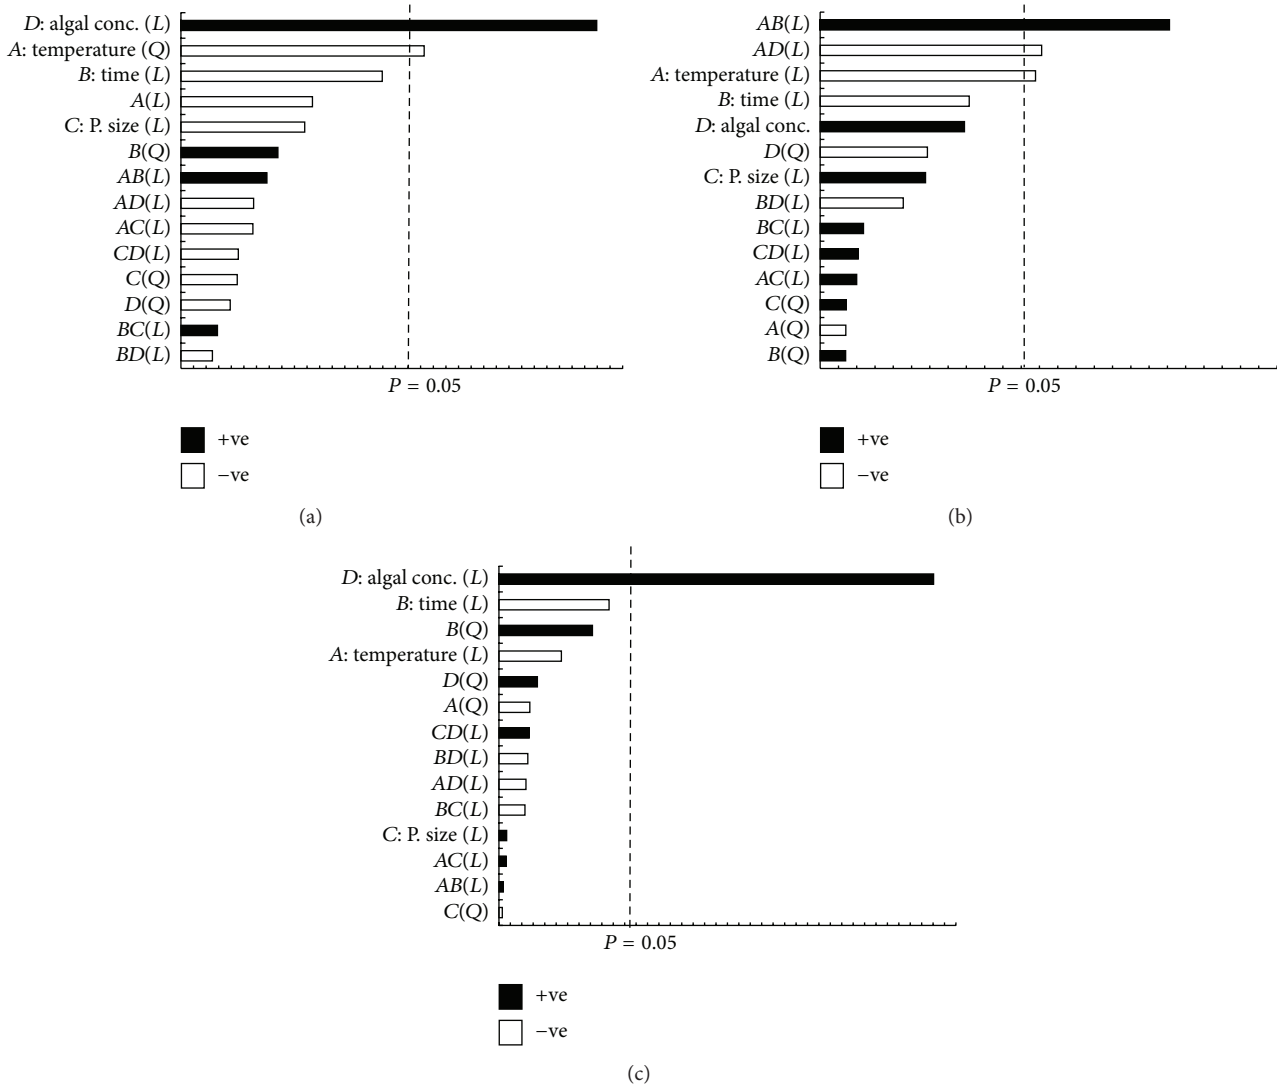 D: algal conc. (L)
A: temperature (Q)
B: time (L)
A(L)
C: P. size (L)
B(Q)
AB(L)
AD(L)
AC(L)
CD(L)
C(Q)
D(Q)
BC(L)
BD(L)
P = 0.05
+ve
−ve
(a)
AB(L)
AD(L)
A: temperature (L)
B: time (L)
D: algal conc.
D(Q)
C: P. size (L)
BD(L)
BC(L)
CD(L)
AC(L)
C(Q)
A(Q)
B(Q)
P = 0.05
+ve
−ve
(b)
D: algal conc. (L)
B: time (L)
B(Q)
A: temperature (L)
D(Q)
A(Q)
CD(L)
BD(L)
AD(L)
BC(L)
C: P. size (L)
AC(L)
AB(L)
C(Q)
P = 0.05
+ve
−ve
(c)